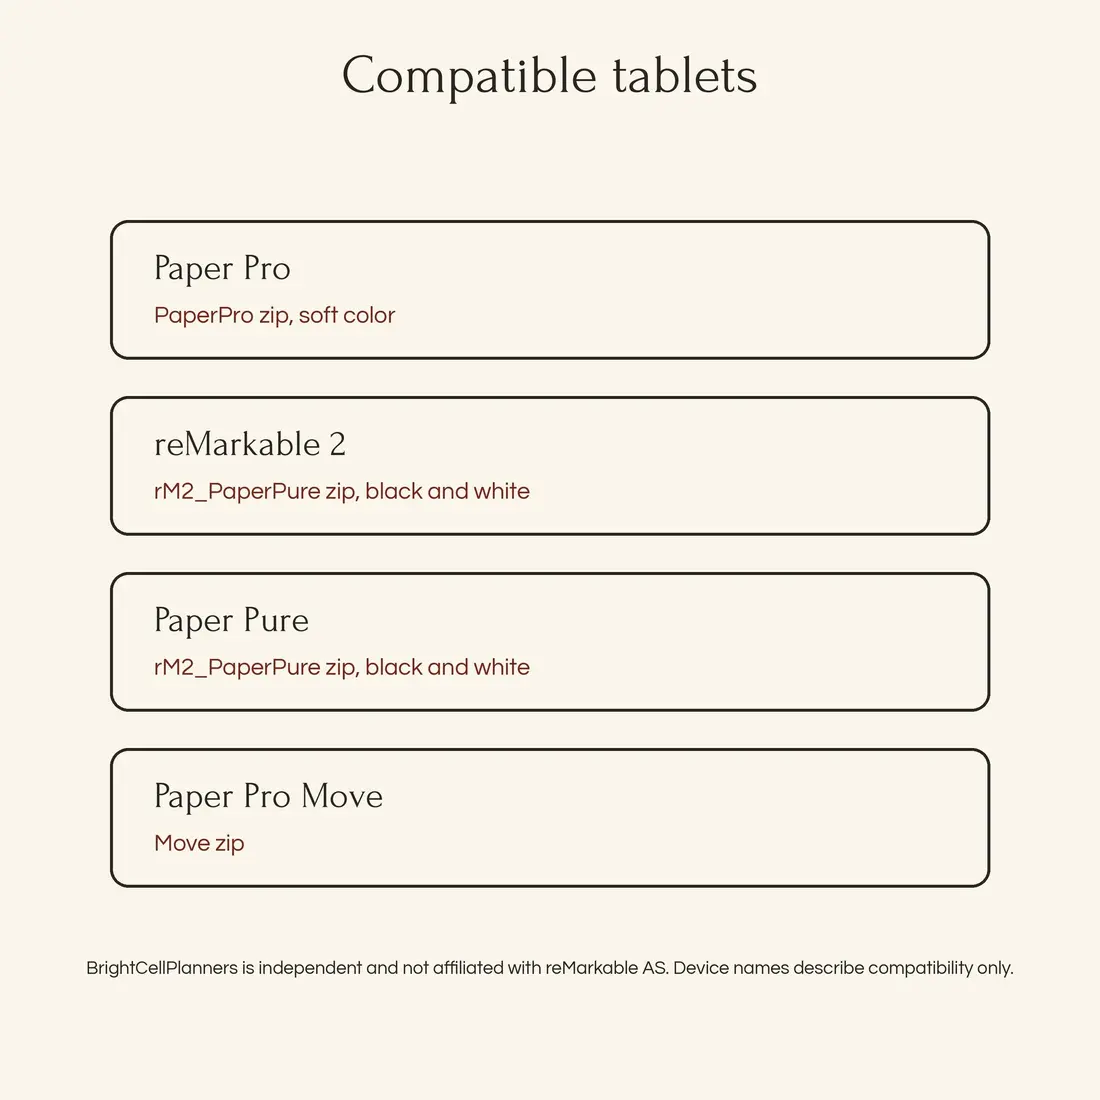 Compatible tablets
Paper Pro
PaperPro zip, soft color
reMarkable 2
rM2_PaperPure zip, black and white
Paper Pure
rM2_PaperPure zip, black and white
Paper Pro Move
Move zip
BrightCellPlanners is independent and not affiliated with reMarkable AS. Device names describe compatibility only.